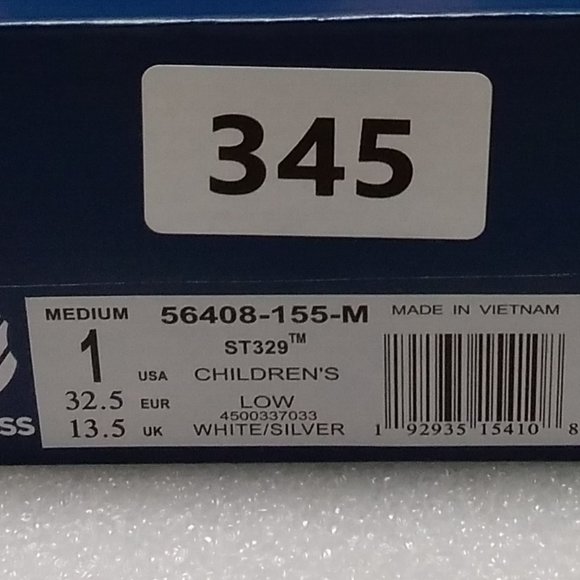 345
MEDIUM 56408-155-M MADE IN VIETNAM
1 USA ST329™
CHILDREN'S
32.5 EUR LOW
4500337033
13.5 UK WHITE/SILVER
1 92935 15410 8
SS